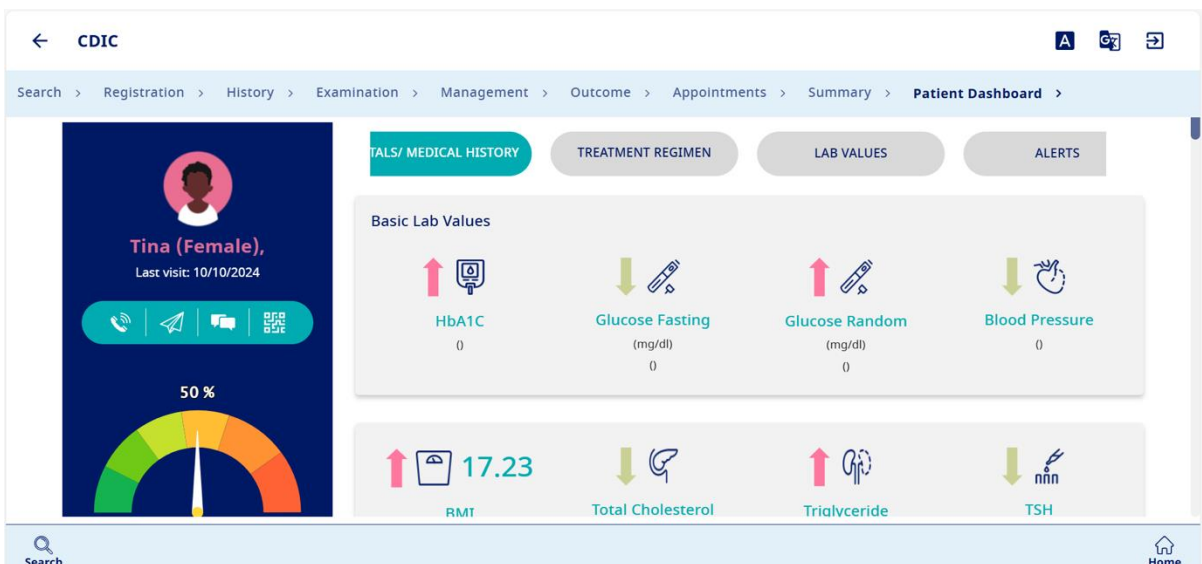 CDIC
A
G
Search > Registration > History > Examination > Management > Outcome > Appointments > Summary > Patient Dashboard >
TALS/ MEDICAL HISTORY
TREATMENT REGIMEN
LAB VALUES
ALERTS
Tina (Female),
Last visit: 10/10/2024
50 %
Basic Lab Values
HbA1C
()
Glucose Fasting
(mg/dl)
()
Glucose Random
(mg/dl)
()
Blood Pressure
()
17.23
BMI
Total Cholesterol
Triglyceride
TSH
Search
Home